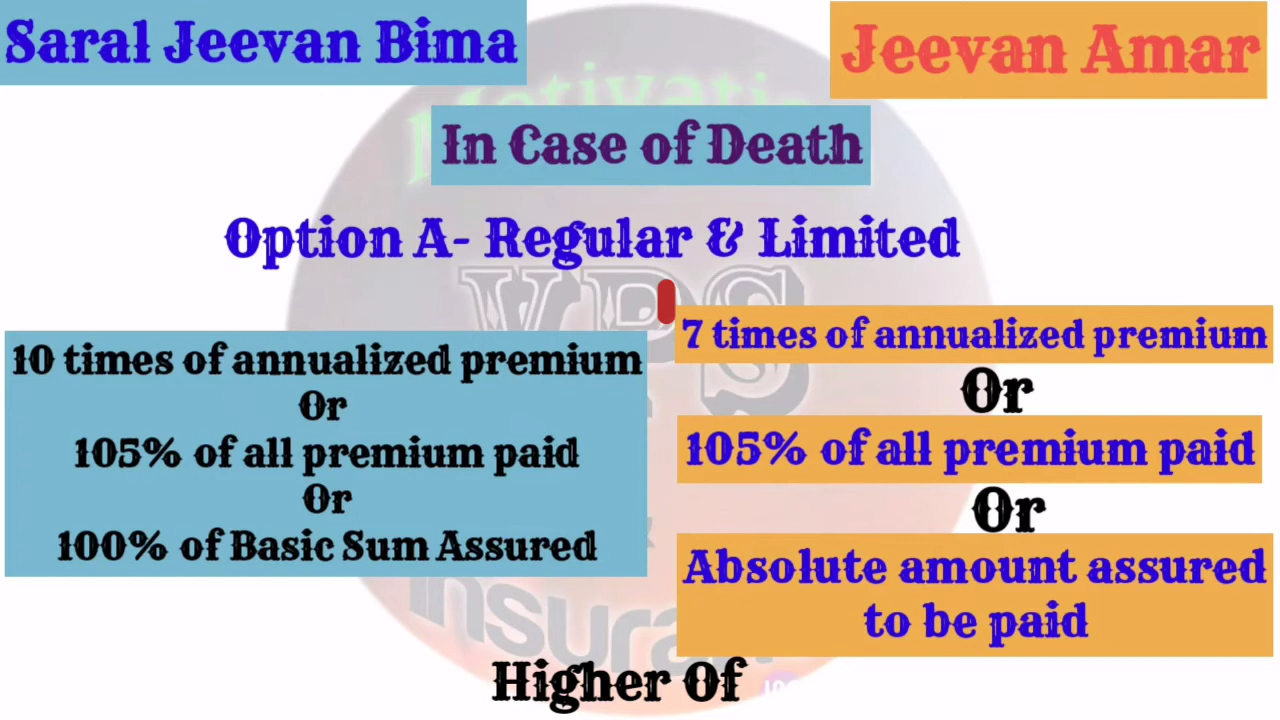 Saral Jeevan Bima
Jeevan Amar
In Case of Death
Option A- Regular & Limited
10 times of annualized premium
Or
105% of all premium paid
Or
100% of Basic Sum Assured
7 times of annualized premium
Or
105% of all premium paid
Or
Absolute amount assured
to be paid
Higher Of